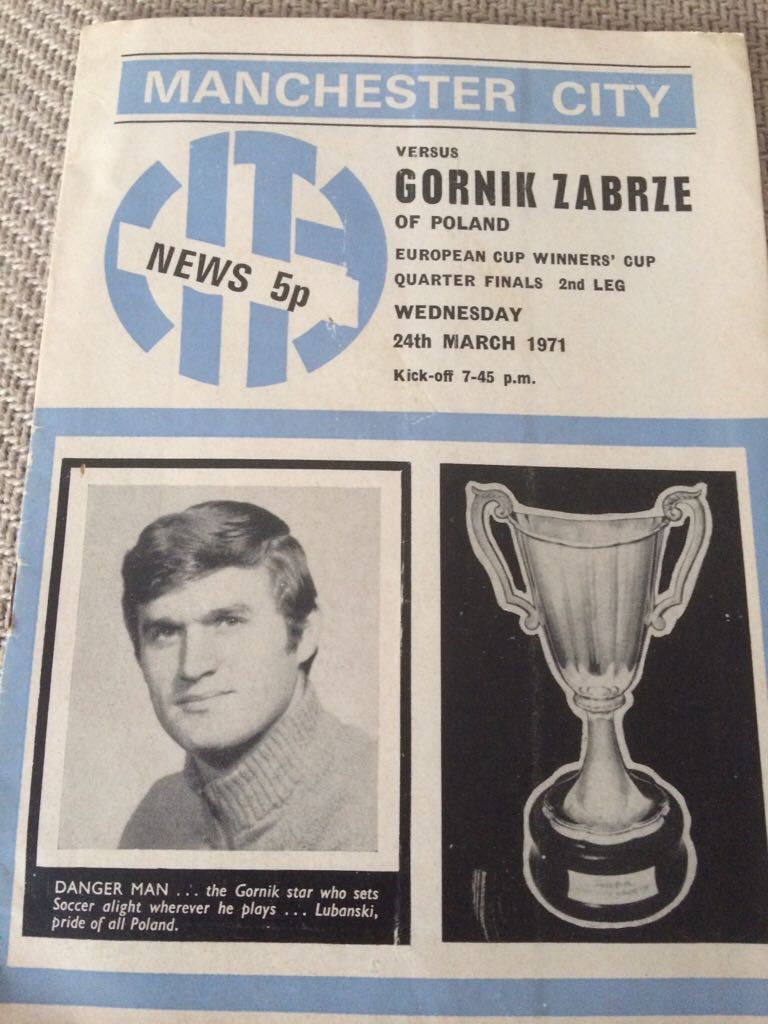 MANCHESTER CITY
CITY
NEWS 5p
VERSUS
GORNIK ZABRZE
OF POLAND
EUROPEAN CUP WINNERS' CUP
QUARTER FINALS 2nd LEG
WEDNESDAY
24th MARCH 1971
Kick-off 7-45 p.m.
DANGER MAN ... the Gornik star who sets
Soccer alight wherever he plays ... Lubanski,
pride of all Poland.